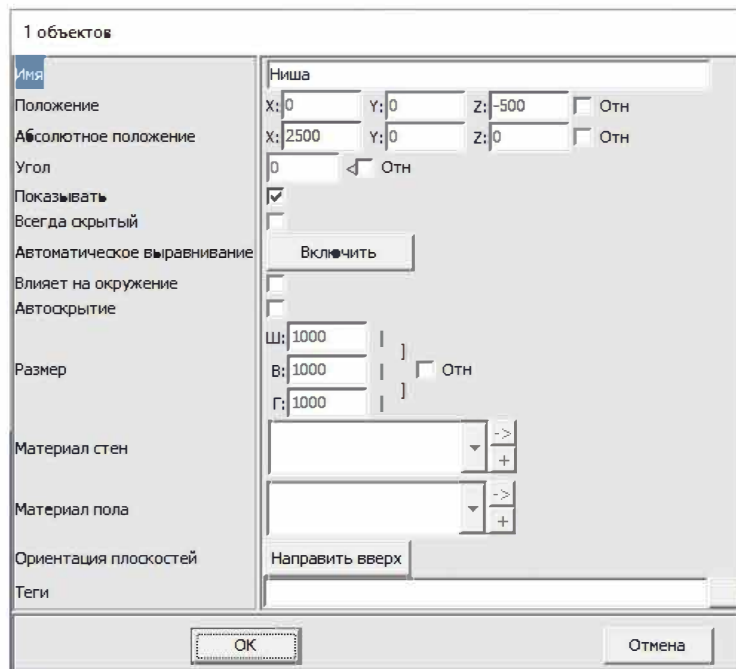 1 объектов
Имя Ниша
Положение X: 0 Y: 0 Z: -500 Отн
Абсолютное положение X: 2500 Y: 0 Z: 0 Отн
Угол 0 Отн
Показывать
Всегда скрытый
Автоматическое выравнивание Включить
Влияет на окружение
Автоскрытие
Ш: 1000
Размер В: 1000 Отн
Г: 1000
Материал стен ->
+
Материал пола ->
+
Ориентация плоскостей Направить вверх
Теги
OK Отмена